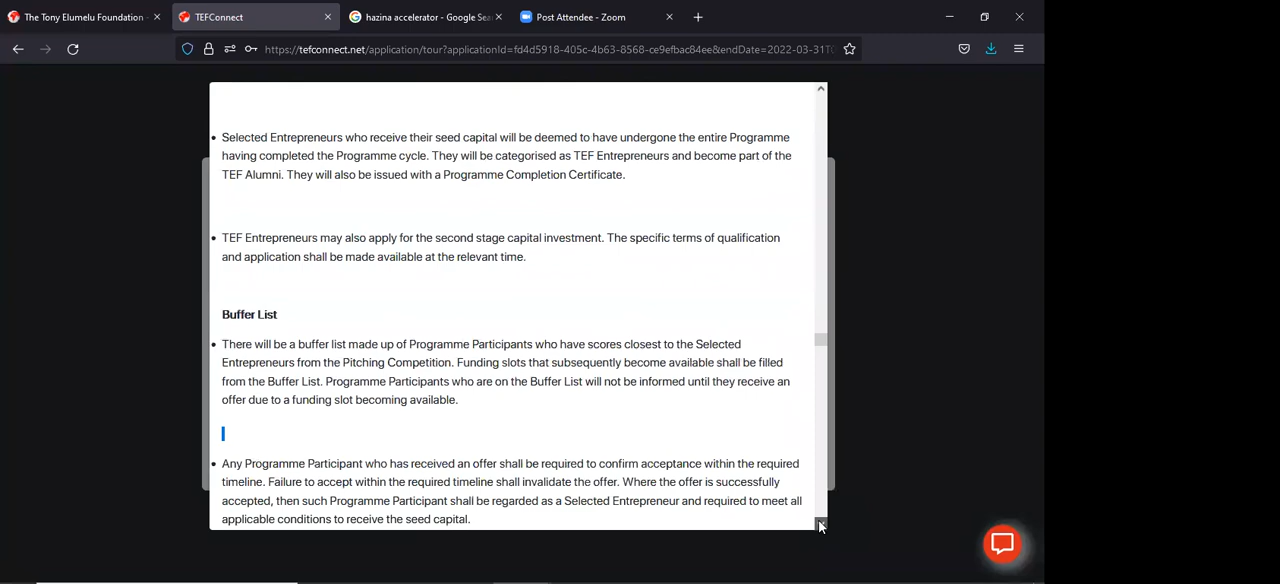 The Tony Elumelu Foundation -
TEFConnect
hazina accelerator - Google Sea
Post Attendee - Zoom
https://tefconnect.net/application/tour?applicationId=fd4d5918-405c-4b63-8568-ce9efbac84ee&endDate=2022-03-31T0
• Selected Entrepreneurs who receive their seed capital will be deemed to have undergone the entire Programme
having completed the Programme cycle. They will be categorised as TEF Entrepreneurs and become part of the
TEF Alumni. They will also be issued with a Programme Completion Certificate.
• TEF Entrepreneurs may also apply for the second stage capital investment. The specific terms of qualification
and application shall be made available at the relevant time.
Buffer List
• There will be a buffer list made up of Programme Participants who have scores closest to the Selected
Entrepreneurs from the Pitching Competition. Funding slots that subsequently become available shall be filled
from the Buffer List. Programme Participants who are on the Buffer List will not be informed until they receive an
offer due to a funding slot becoming available.
• Any Programme Participant who has received an offer shall be required to confirm acceptance within the required
timeline. Failure to accept within the required timeline shall invalidate the offer. Where the offer is successfully
accepted, then such Programme Participant shall be regarded as a Selected Entrepreneur and required to meet all
applicable conditions to receive the seed capital.